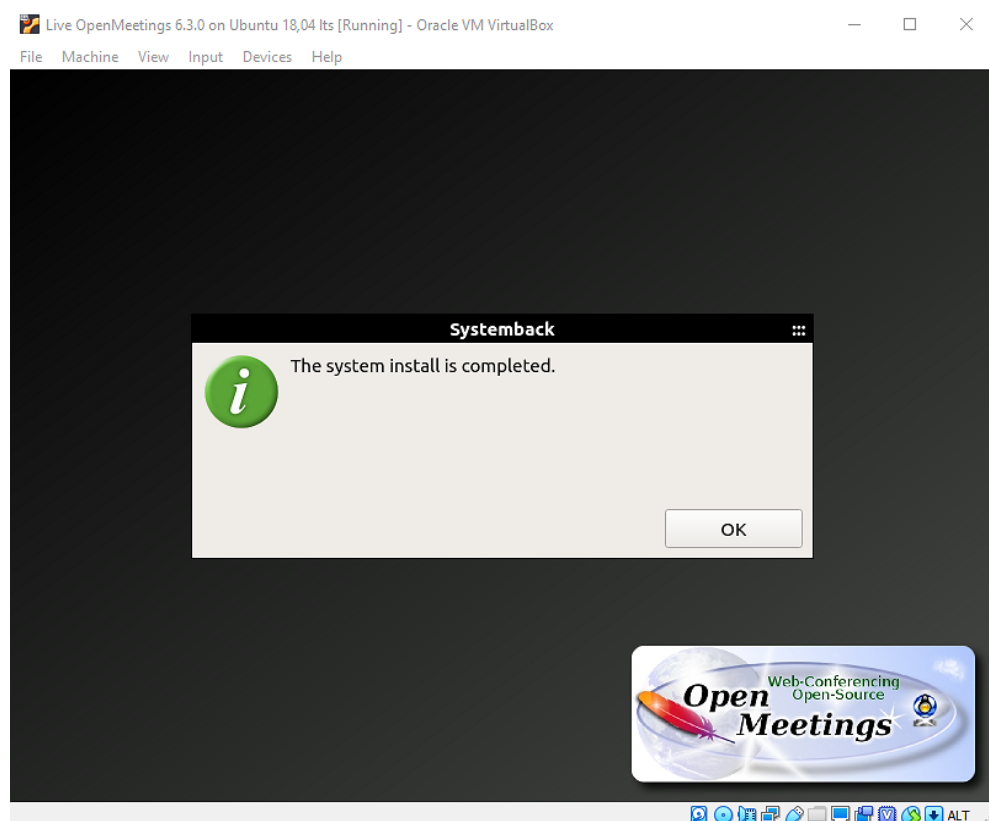 Live OpenMeetings 6.3.0 on Ubuntu 18,04 lts [Running] - Oracle VM VirtualBox
File Machine View Input Devices Help
Systemback
The system install is completed.
OK
Web-Conferencing
Open-Source
Open
Meetings
ALT